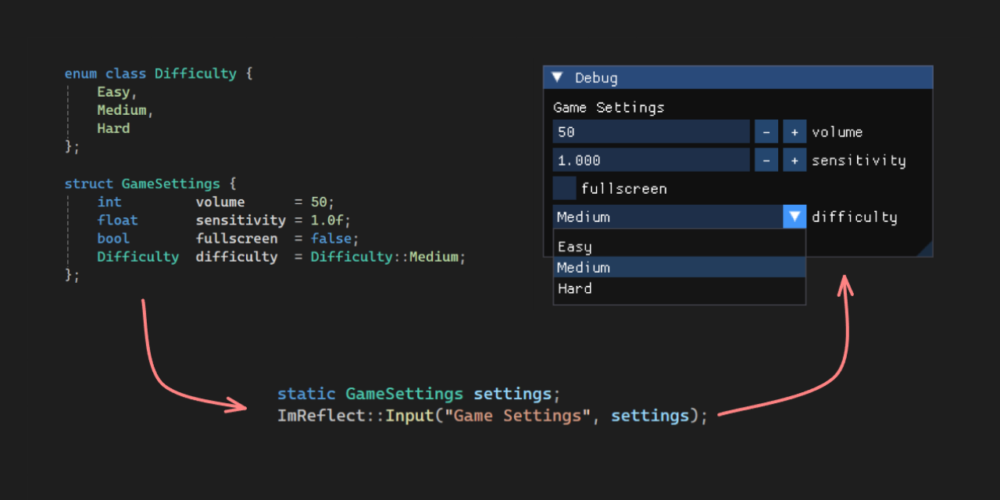 enum class Difficulty {
    Easy,
    Medium,
    Hard
};
struct GameSettings {
    int         volume      = 50;
    float       sensitivity = 1.0f;
    bool        fullscreen  = false;
    Difficulty  difficulty  = Difficulty::Medium;
};
Debug
Game Settings
50 - + volume
1.000 - + sensitivity
fullscreen
Medium difficulty
Easy
Medium
Hard
static GameSettings settings;
ImReflect::Input("Game Settings", settings);